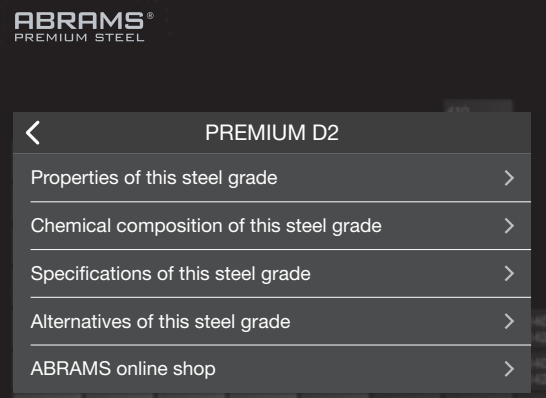 ABRAMS®
PREMIUM STEEL
PREMIUM D2
Properties of this steel grade
Chemical composition of this steel grade
Specifications of this steel grade
Alternatives of this steel grade
ABRAMS online shop